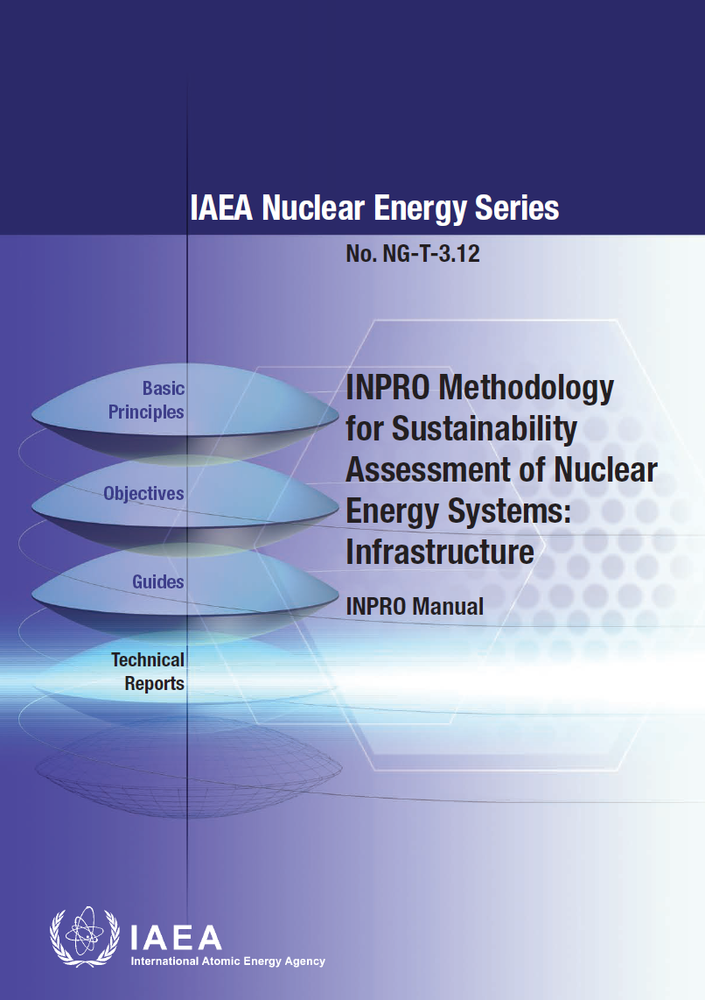 IAEA Nuclear Energy Series
No. NG-T-3.12
Basic
Principles
Objectives
Guides
Technical
Reports
INPRO Methodology
for Sustainability
Assessment of Nuclear
Energy Systems:
Infrastructure
INPRO Manual
IAEA
International Atomic Energy Agency